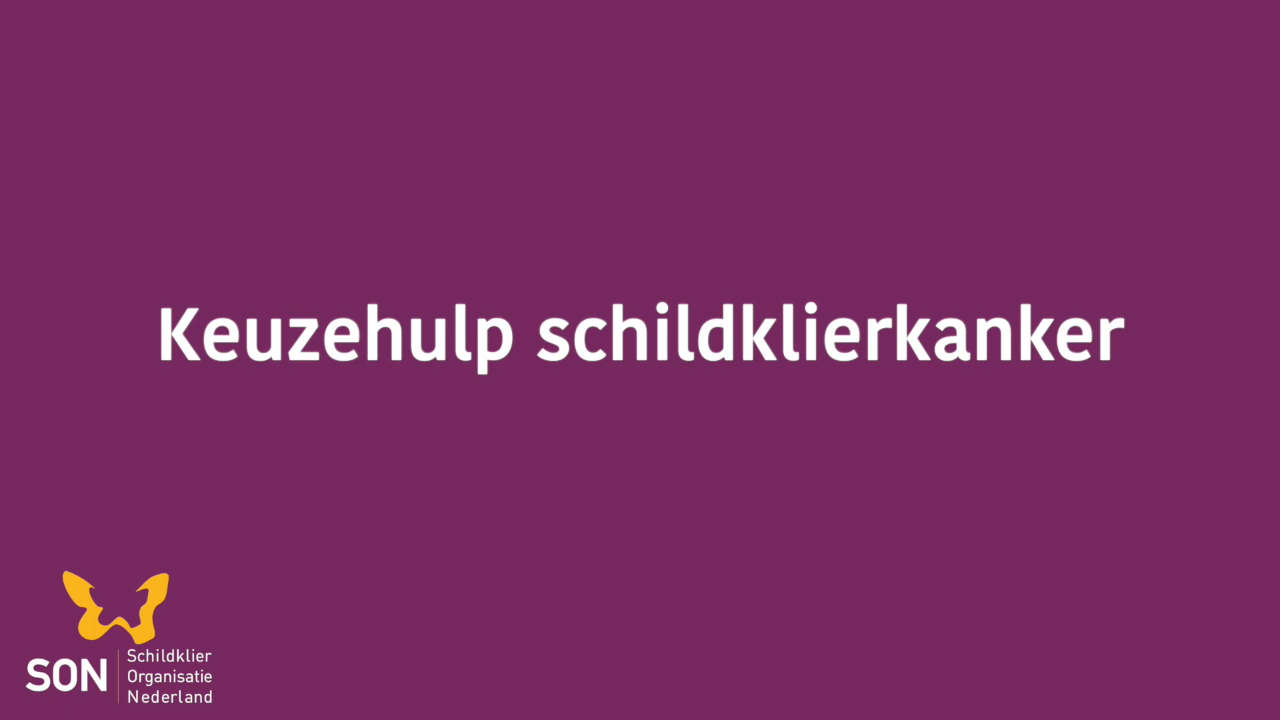 Keuzehulp schildklierkanker
SON
Schildklier
Organisatie
Nederland